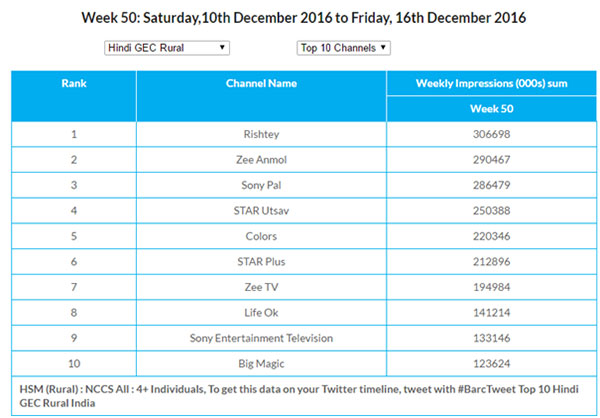 Week 50: Saturday,10th December 2016 to Friday, 16th December 2016
Hindi GEC Rural Top 10 Channels
Rank Channel Name Weekly Impressions (000s) sum
Week 50
1 Rishtey 306698
2 Zee Anmol 290467
3 Sony Pal 286479
4 STAR Utsav 250388
5 Colors 220346
6 STAR Plus 212896
7 Zee TV 194984
8 Life Ok 141214
9 Sony Entertainment Television 133146
10 Big Magic 123624
HSM (Rural) : NCCS All : 4+ Individuals, To get this data on your Twitter timeline, tweet with #BarcTweet Top 10 Hindi
GEC Rural India